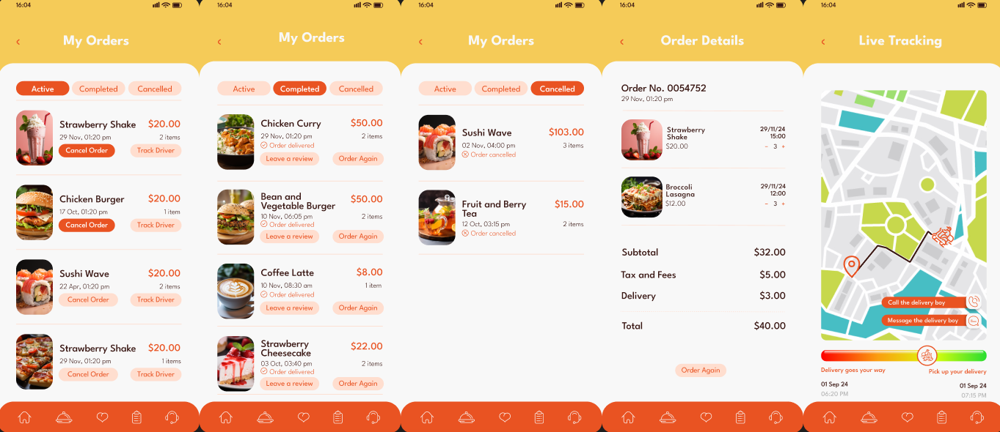 16:04
My Orders
Active Completed Cancelled
Strawberry Shake $20.00
29 Nov, 01:20 pm 2 items
Cancel Order Track Driver
Chicken Burger $20.00
17 Oct, 01:20 pm 1 item
Cancel Order Track Driver
Sushi Wave $20.00
22 Apr, 01:20 pm 2 items
Cancel Order Track Driver
Strawberry Shake $20.00
29 Nov, 01:20 pm 1 items
Cancel Order Track Driver
16:04
My Orders
Active Completed Cancelled
Chicken Curry $50.00
29 Nov, 01:20 pm 2 items
Order delivered
Leave a review Order Again
Bean and
Vegetable Burger $50.00
10 Nov, 06:05 pm 2 items
Order delivered
Leave a review Order Again
Coffee Latte $8.00
10 Nov, 08:30 am 1 item
Order delivered
Leave a review Order Again
Strawberry
Cheesecake $22.00
03 Oct, 03:40 pm 2 items
Order delivered
Leave a review Order Again
16:04
My Orders
Active Completed Cancelled
Sushi Wave $103.00
02 Nov, 04:00 pm 3 items
Order cancelled
Fruit and Berry
Tea $15.00
12 Oct, 03:15 pm 2 items
Order cancelled
16:04
Order Details
Order No. 0054752
29 Nov, 01:20 pm
Strawberry 29/11/24
Shake 15:00
$20.00 - 3 +
Broccoli 29/11/24
Lasagna 12:00
$12.00 - 3 +
Subtotal $32.00
Tax and Fees $5.00
Delivery $3.00
Total $40.00
Order Again
16:04
Live Tracking
Call the delivery boy
Message the delivery boy
Delivery goes your way Pick up your delivery
01 Sep 24 01 Sep 24
06:20 PM 07:15 PM